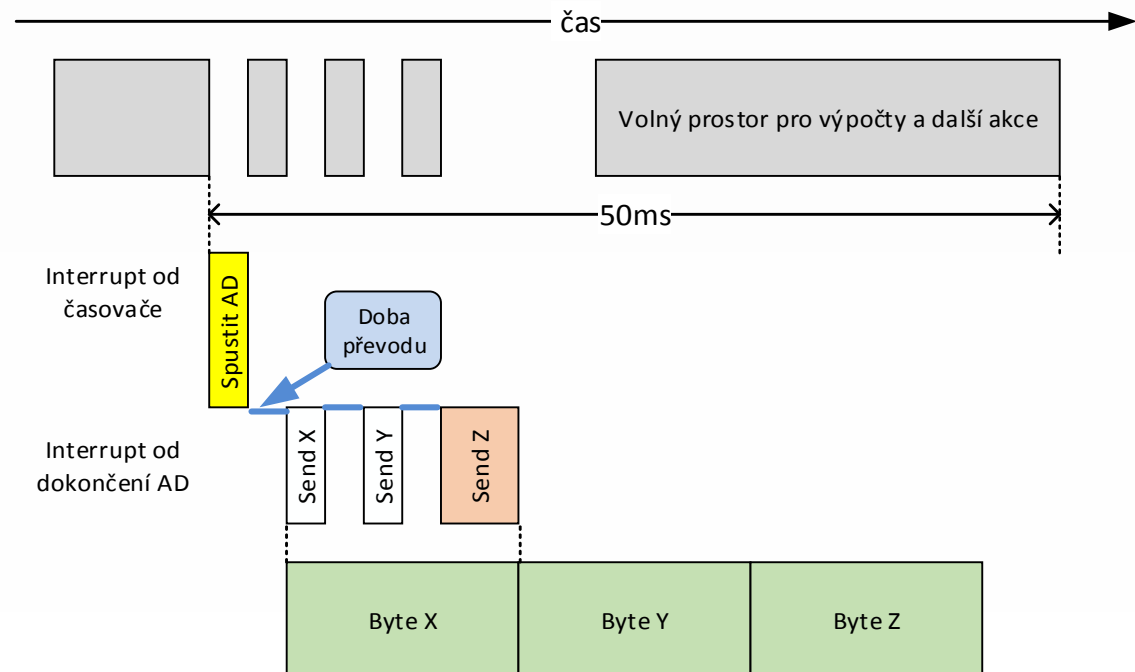 čas
Volný prostor pro výpočty a další akce
50ms
Interrupt od
časovače
Spustit AD
Doba
převodu
Interrupt od
dokončení AD
Send X
Send Y
Send Z
Byte X
Byte Y
Byte Z